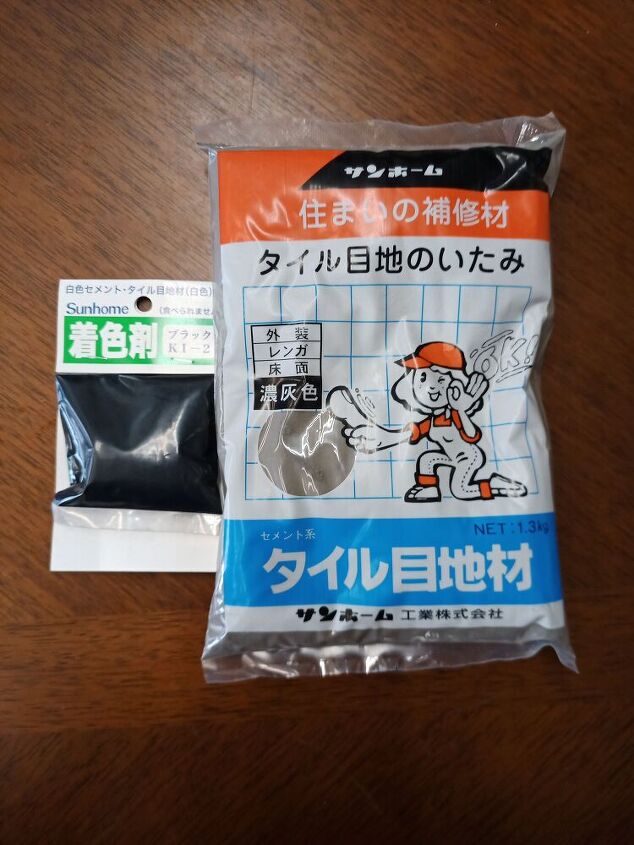 白色セメント・タイル目地材(白色)
Sunhome
(食べられません
着色剤
ブラック
KI-2
サンホーム
住まいの補修材
タイル目地のいたみ
外装
レンガ
床面
濃灰色
OK!
NET:1.3kg
セメント系
タイル目地材
サンホーム工業株式会社